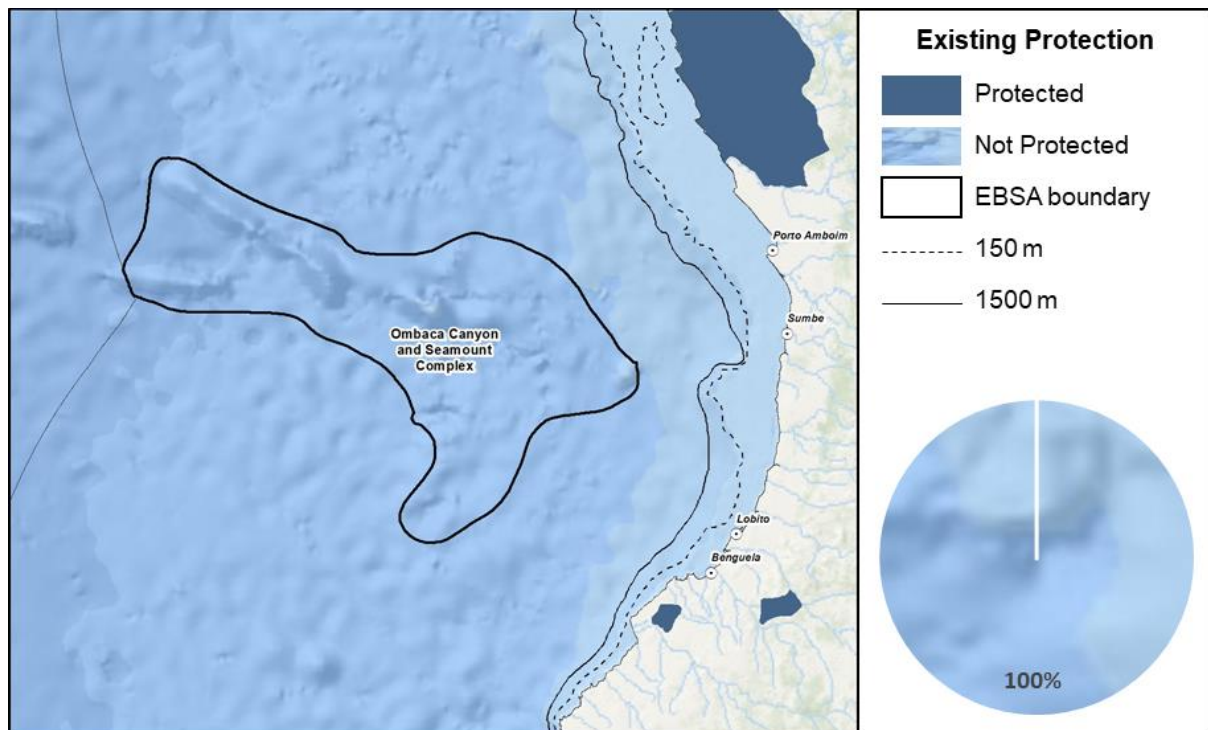 Ombaca Canyon
and Seamount
Complex
Porto Amboim
Sumbe
Lobito
Benguela
Existing Protection
Protected
Not Protected
EBSA boundary
150 m
1500 m
100%